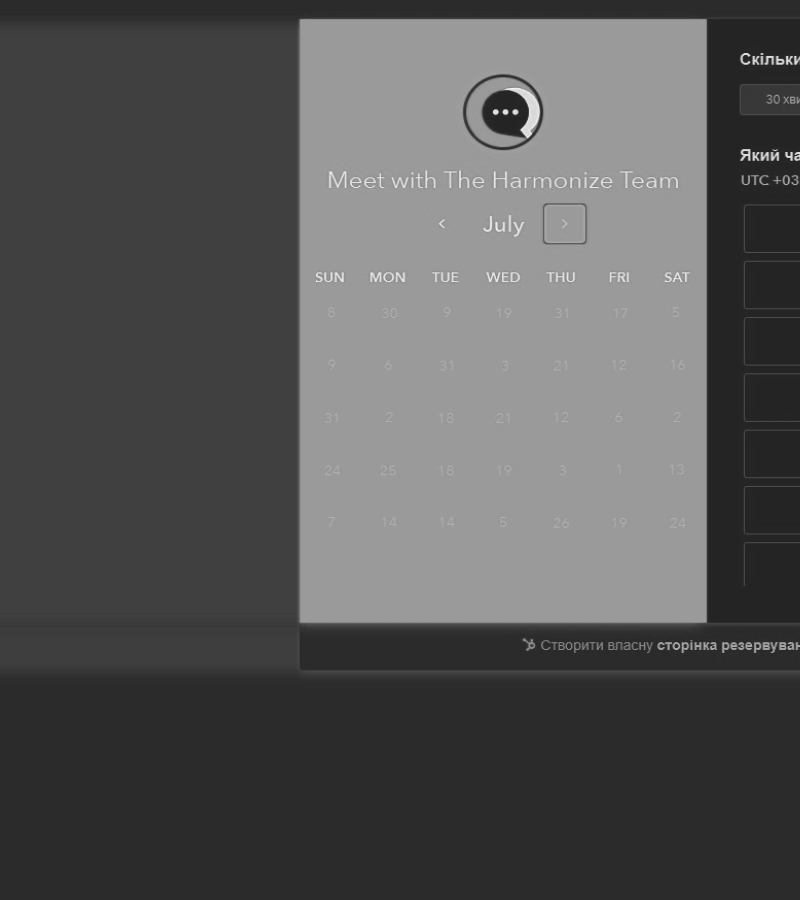 Meet with The Harmonize Team
July
SUN MON TUE WED THU FRI SAT
8 30 9 19 31 17 5
9 6 31 3 21 12 16
31 2 18 21 12 6 2
24 25 18 19 3 1 13
7 14 14 5 26 19 24
Скільки
30 хви
Який ча
UTC +03
Створити власну сторінка резервуван